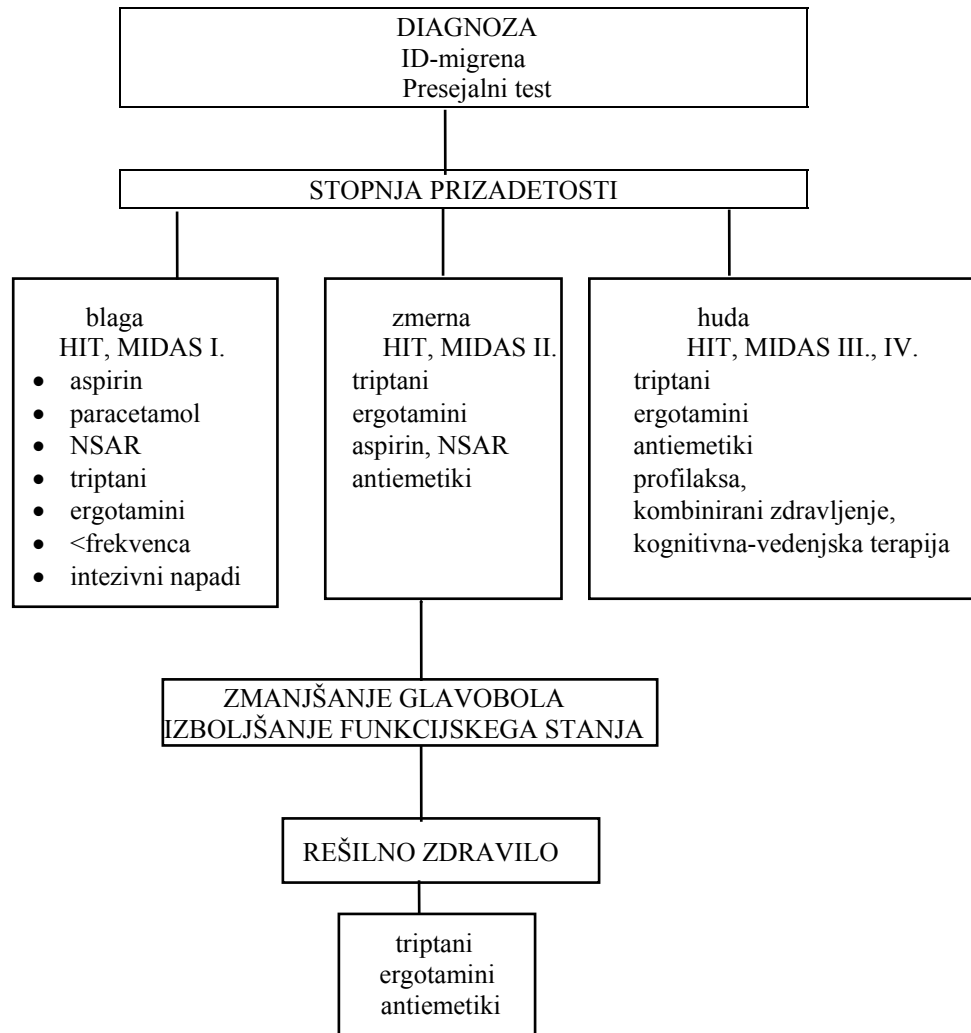 DIAGNOZA
ID-migrena
Presejalni test
STOPNJA PRIZADETOSTI
blaga
HIT, MIDAS I.
• aspirin
• paracetamol
• NSAR
• triptani
• ergotamini
• <frekvenca
• intezivni napadi
zmerna
HIT, MIDAS II.
triptani
ergotamini
aspirin, NSAR
antiemetiki
huda
HIT, MIDAS III., IV.
triptani
ergotamini
antiemetiki
profilaksa,
kombinirani zdravljenje,
kognitivna-vedenjska terapija
ZMANJŠANJE GLAVOBOLA
IZBOLJŠANJE FUNKCIJSKEGA STANJA
REŠILNO ZDRAVILO
triptani
ergotamini
antiemetiki